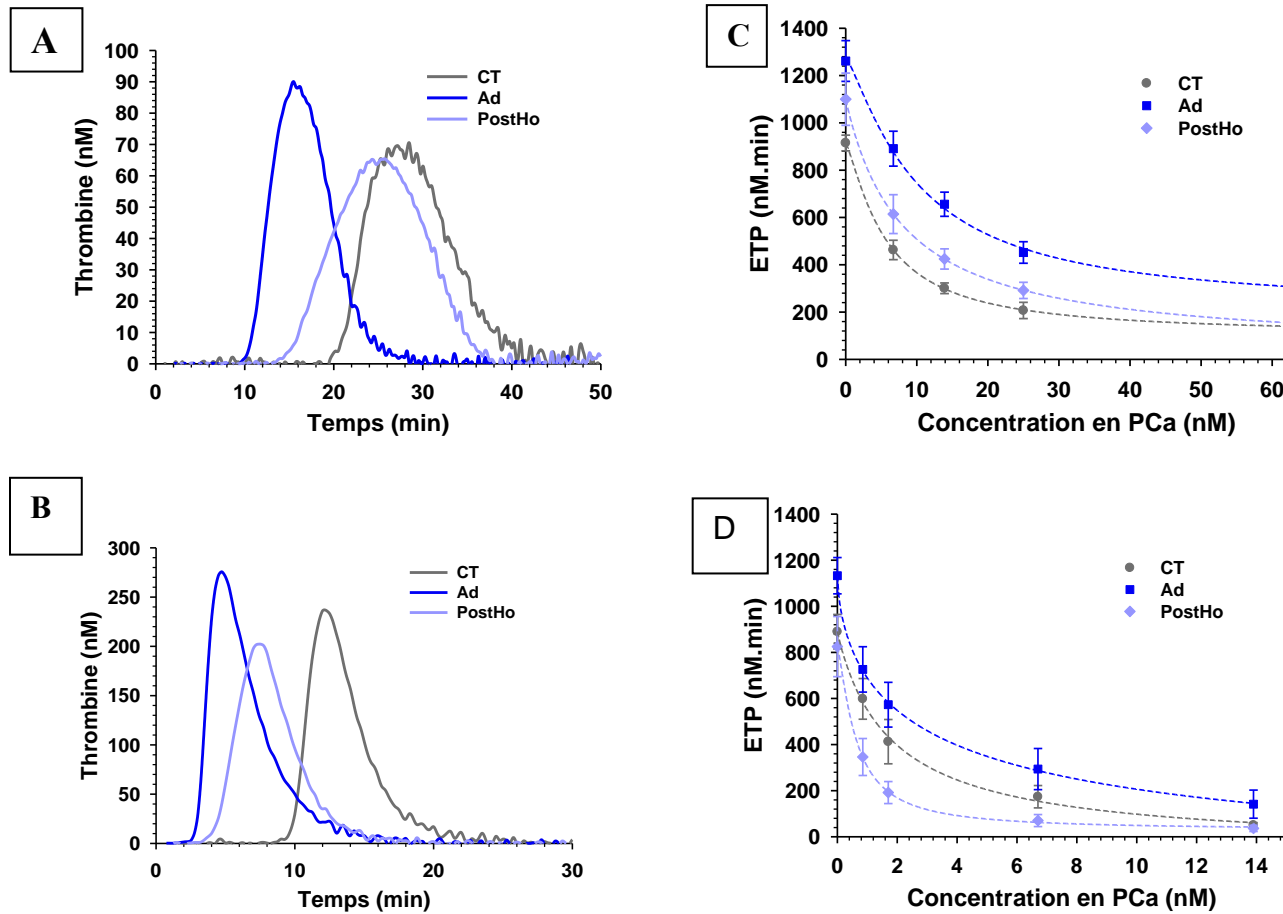 A
100
90
80
70
60
50
40
30
20
10
0
Thrombine (nM)
CT
Ad
PostHo
0 10 20 30 40 50
Temps (min)
C
1400
1200
1000
800
600
400
200
0
ETP (nM.min)
CT
Ad
PostHo
0 10 20 30 40 50 60
Concentration en PCa (nM)
B
300
250
200
150
100
50
0
Thrombine (nM)
CT
Ad
PostHo
0 10 20 30
Temps (min)
D
1400
1200
1000
800
600
400
200
0
ETP (nM.min)
CT
Ad
PostHo
0 2 4 6 8 10 12 14
Concentration en PCa (nM)